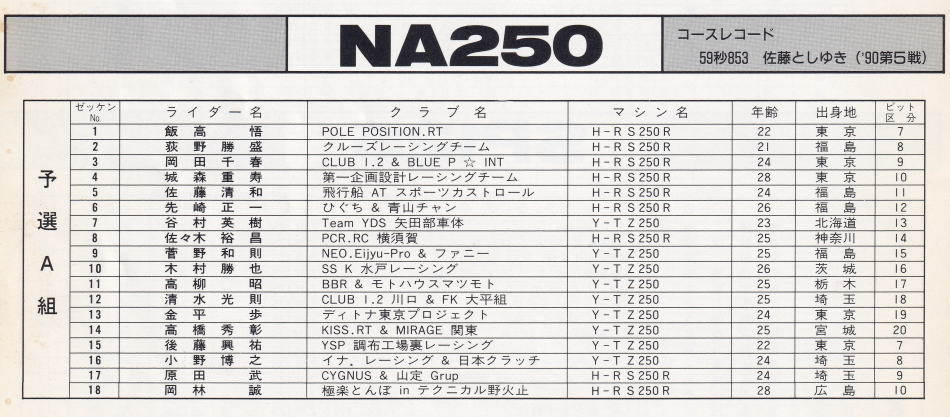 NA250
コースレコード
59秒853 佐藤としゆき ('90第5戦)
予選A組
ゼッケンNo. ライダー名 クラブ名 マシン名 年齢 出身地 ピット区分
1 飯高 悟 POLE POSITION.RT H-RS250R 22 東京 7
2 荻野勝盛 クルーズレーシングチーム H-RS250R 21 福島 8
3 岡田千春 CLUB 1.2 & BLUE P ☆ INT H-RS250R 24 東京 9
4 城森重寿 第一企画設計レーシングチーム H-RS250R 28 東京 10
5 佐藤清和 飛行船 AT スポーツカストロール H-RS250R 24 福島 11
6 先崎正一 ひぐち & 青山チャン H-RS250R 26 福島 12
7 谷村英樹 Team YDS 矢田部車体 Y-TZ250 23 北海道 13
8 佐々木裕昌 PCR.RC 横須賀 H-RS250R 25 神奈川 14
9 菅野和則 NEO.Eijyu-Pro & ファニー Y-TZ250 25 福島 15
10 木村勝也 SS K 水戸レーシング Y-TZ250 26 茨城 16
11 高柳 昭 BBR & モトハウスマツモト Y-TZ250 25 栃木 17
12 清水光則 CLUB 1.2 川口 & FK 大平組 Y-TZ250 25 埼玉 18
13 金平 歩 ディトナ東京プロジェクト Y-TZ250 24 東京 19
14 高橋秀彰 KISS.RT & MIRAGE 関東 Y-TZ250 25 宮城 20
15 後藤興祐 YSP 調布工場裏レーシング Y-TZ250 22 東京 7
16 小野博之 イナ. レーシング & 日本クラッチ Y-TZ250 24 埼玉 8
17 原田 武 CYGNUS & 山定 Grup H-RS250R 24 埼玉 9
18 岡林 誠 極楽とんぼ in テクニカル野火止 H-RS250R 28 広島 10